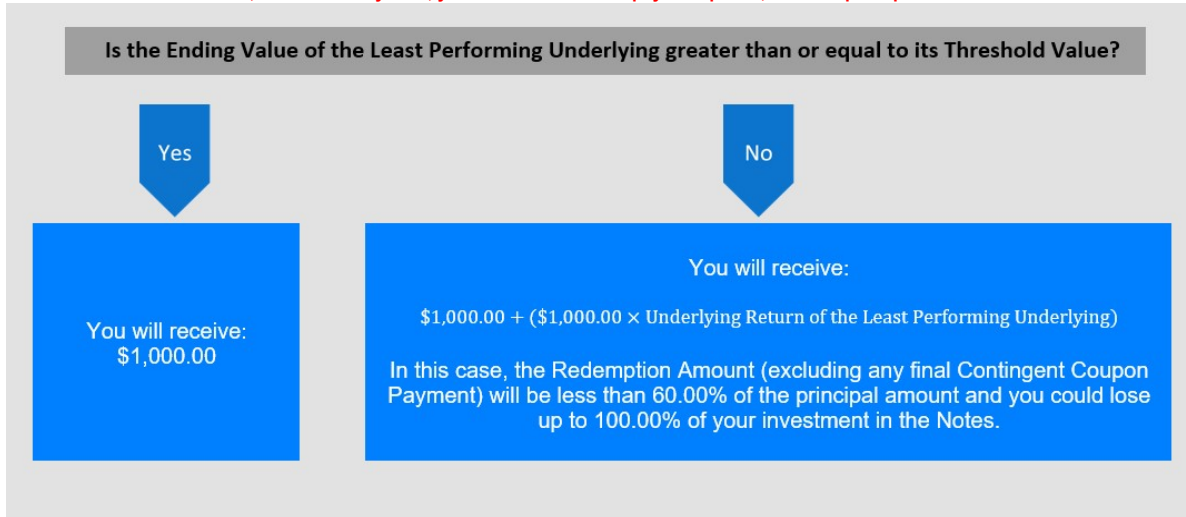 Is the Ending Value of the Least Performing Underlying greater than or equal to its Threshold Value?
Yes
No
You will receive:
$1,000.00
You will receive:
$1,000.00 + ($1,000.00 × Underlying Return of the Least Performing Underlying)
In this case, the Redemption Amount (excluding any final Contingent Coupon
Payment) will be less than 60.00% of the principal amount and you could lose
up to 100.00% of your investment in the Notes.